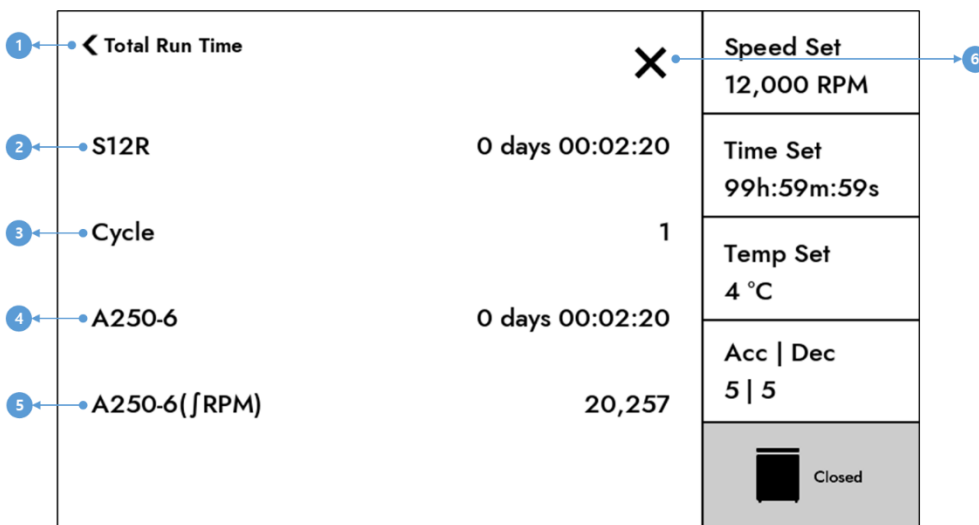 1
Total Run Time
6
2
S12R 0 days 00:02:20
3
Cycle 1
4
A250-6 0 days 00:02:20
5
A250-6(∫RPM) 20,257
Speed Set
12,000 RPM
Time Set
99h:59m:59s
Temp Set
4 °C
Acc | Dec
5 | 5
Closed